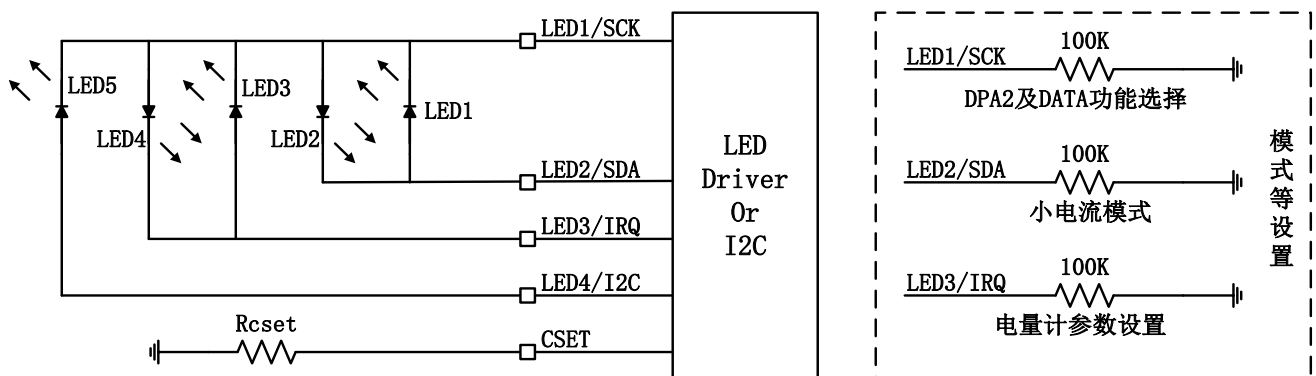 LED1/SCK
LED5
LED3
LED1
LED4
LED2
LED2/SDA
LED3/IRQ
LED4/I2C
Rcset
CSET
LED
Driver
Or
I2C
LED1/SCK
100K
DPA2及DATA功能选择
LED2/SDA
100K
小电流模式
LED3/IRQ
100K
电量计参数设置
模式等设置